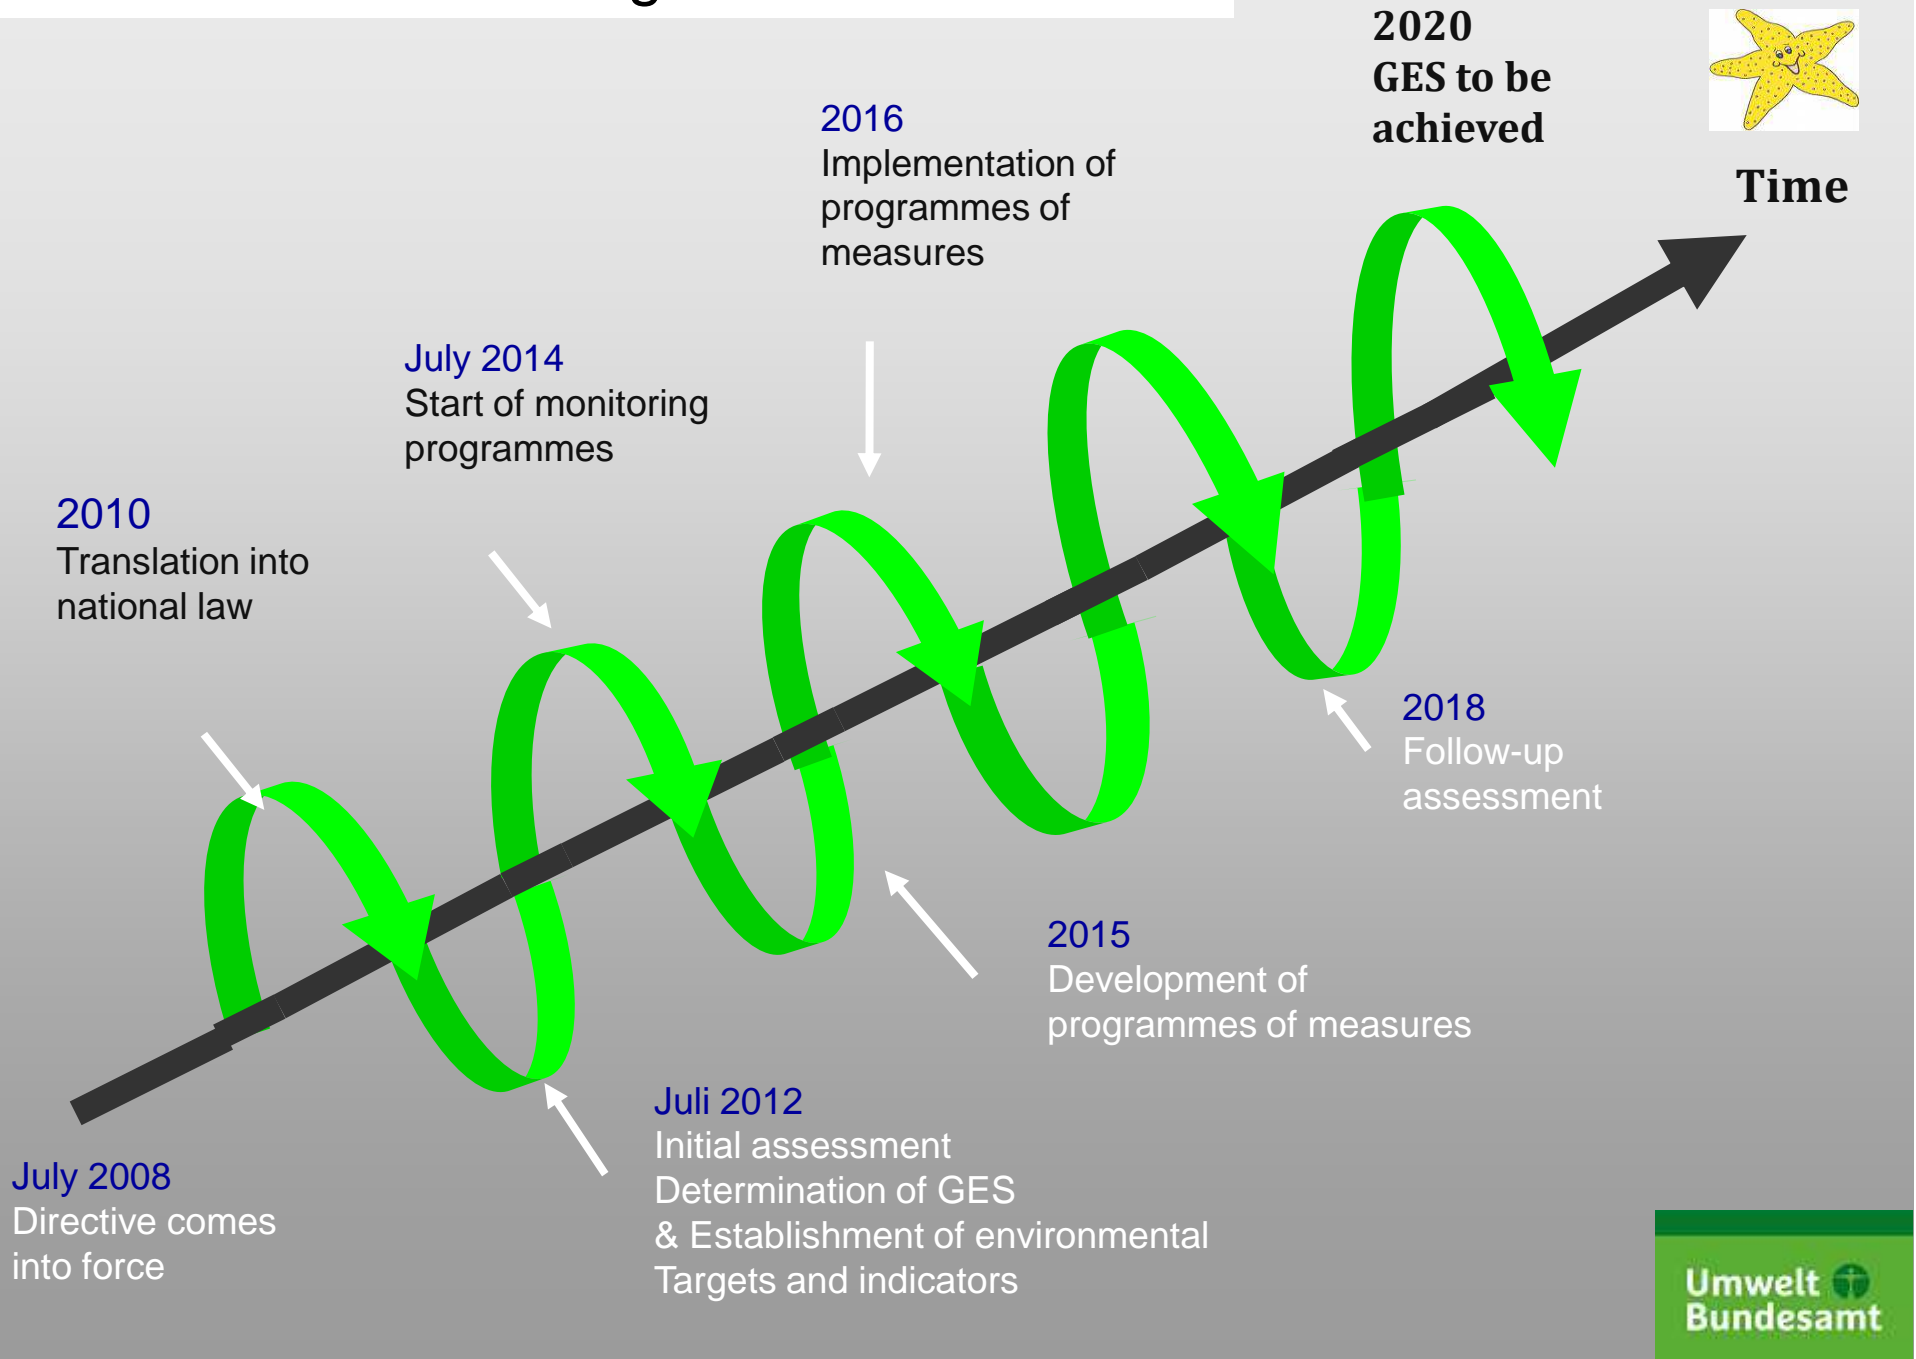 2020
GES to be
achieved
Time
2016
Implementation of
programmes of
measures
July 2014
Start of monitoring
programmes
2010
Translation into
national law
2018
Follow-up
assessment
2015
Development of
programmes of measures
Juli 2012
Initial assessment
Determination of GES
& Establishment of environmental
Targets and indicators
July 2008
Directive comes
into force
Umwelt
Bundesamt